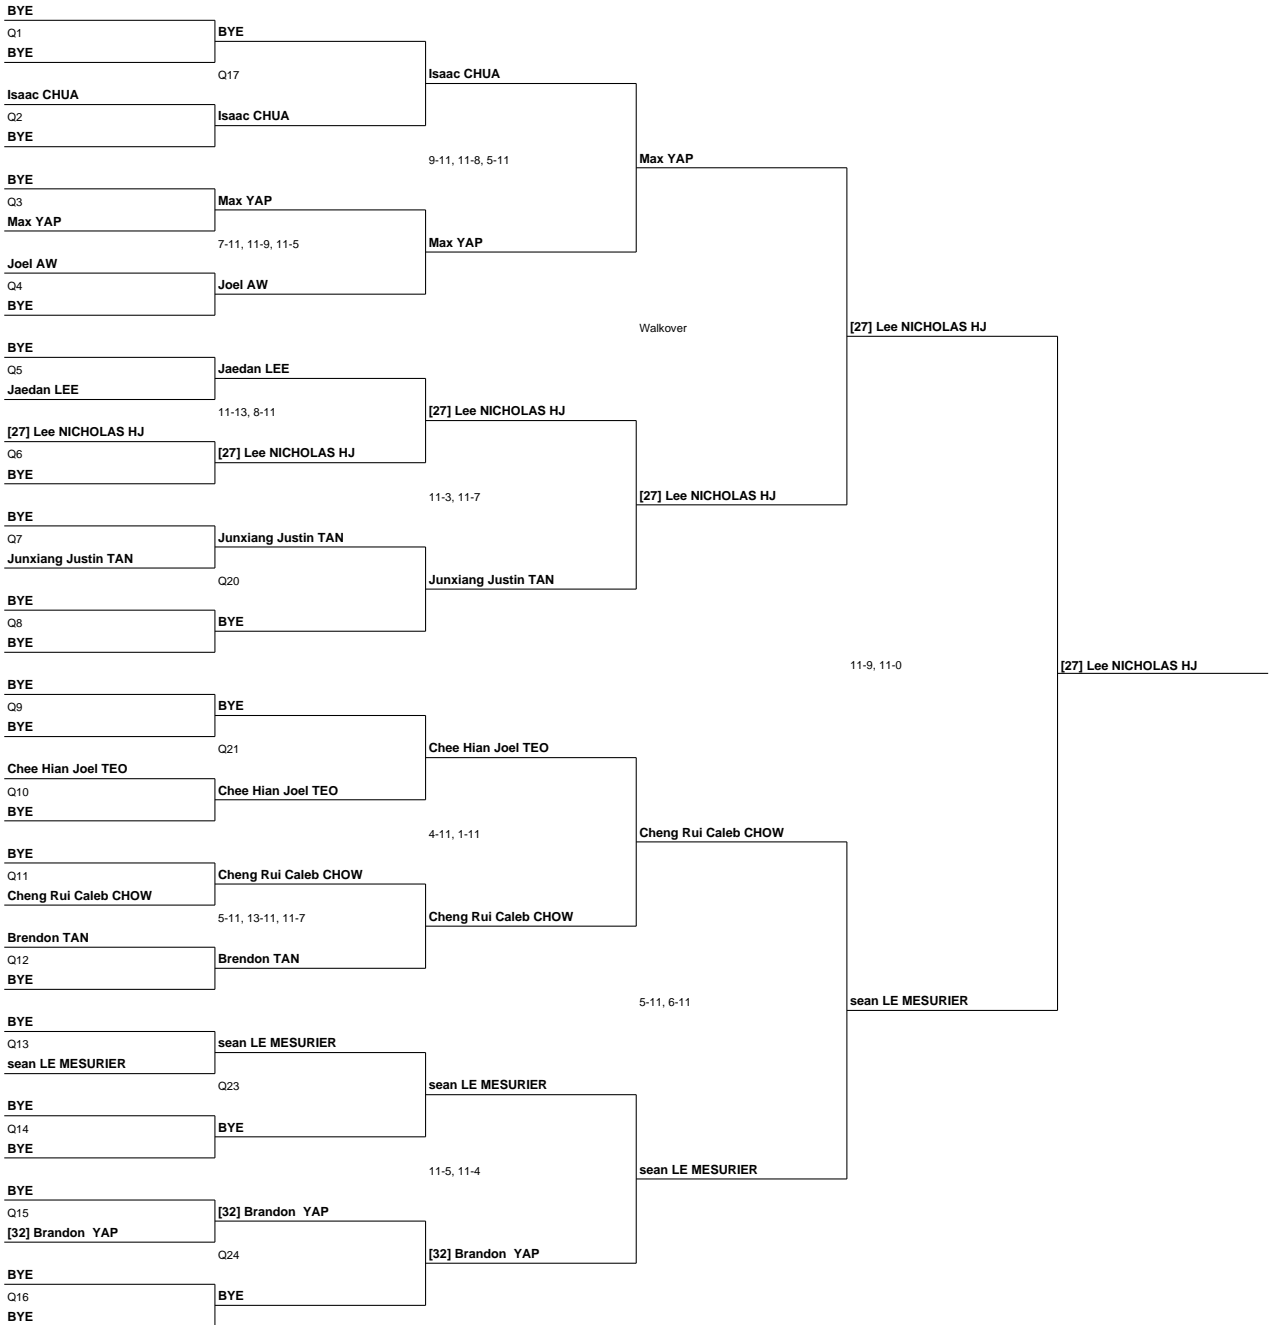 BYE
Q1
BYE
BYE
Q17
Isaac CHUA
Isaac CHUA
Q2
Isaac CHUA
BYE
9-11, 11-8, 5-11
Max YAP
BYE
Q3
Max YAP
Max YAP
7-11, 11-9, 11-5
Max YAP
Joel AW
Q4
Joel AW
BYE
Walkover
[27] Lee NICHOLAS HJ
BYE
Q5
Jaedan LEE
Jaedan LEE
11-13, 8-11
[27] Lee NICHOLAS HJ
[27] Lee NICHOLAS HJ
Q6
[27] Lee NICHOLAS HJ
BYE
11-3, 11-7
[27] Lee NICHOLAS HJ
BYE
Q7
Junxiang Justin TAN
Junxiang Justin TAN
Q20
Junxiang Justin TAN
BYE
Q8
BYE
BYE
11-9, 11-0
[27] Lee NICHOLAS HJ
BYE
Q9
BYE
BYE
Q21
Chee Hian Joel TEO
Chee Hian Joel TEO
Q10
Chee Hian Joel TEO
BYE
4-11, 1-11
Cheng Rui Caleb CHOW
BYE
Q11
Cheng Rui Caleb CHOW
Cheng Rui Caleb CHOW
5-11, 13-11, 11-7
Cheng Rui Caleb CHOW
Brendon TAN
Q12
Brendon TAN
BYE
5-11, 6-11
sean LE MESURIER
BYE
Q13
sean LE MESURIER
sean LE MESURIER
Q23
sean LE MESURIER
BYE
Q14
BYE
BYE
11-5, 11-4
sean LE MESURIER
BYE
Q15
[32] Brandon  YAP
[32] Brandon  YAP
Q24
[32] Brandon  YAP
BYE
Q16
BYE
BYE